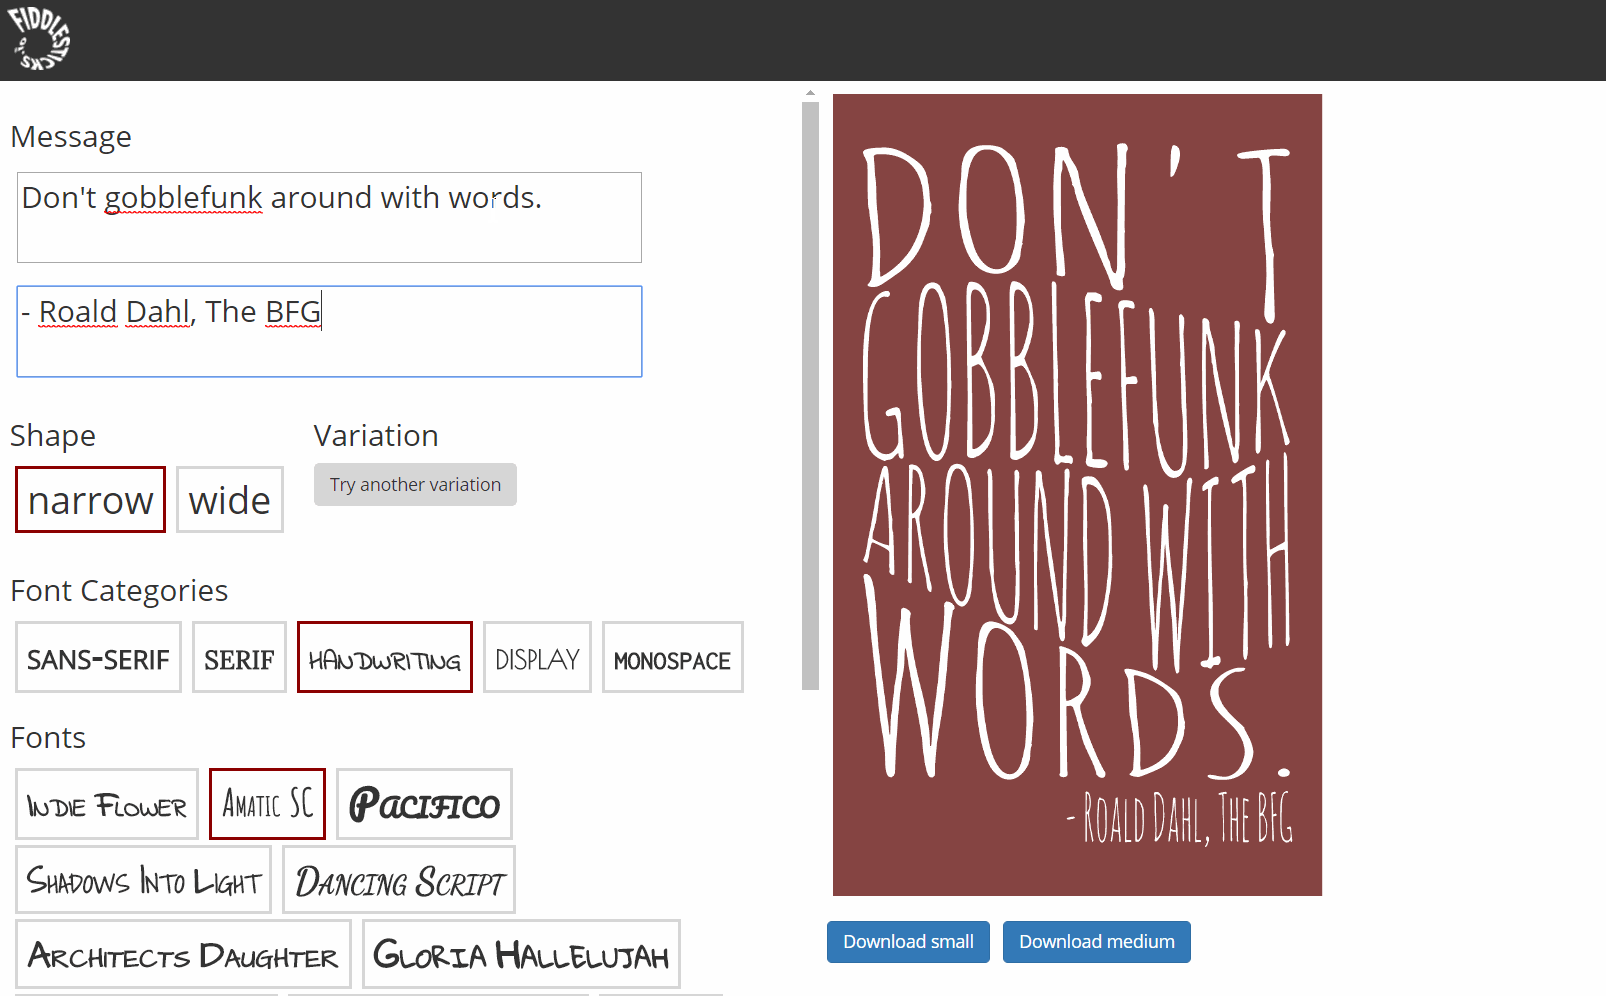 FIDDLESTICKS.IO
Message
Don't gobblefunk around with words.
- Roald Dahl, The BFG
Shape
Variation
narrow
wide
Try another variation
Font Categories
SANS-SERIF
SERIF
HANDWRITING
DISPLAY
MONOSPACE
Fonts
INDIE FLOWER
AMATIC SC
PACIFICO
SHADOWS INTO LIGHT
DANCING SCRIPT
ARCHITECTS DAUGHTER
GLORIA HALLELUJAH
DON'T
GOBBLEFUNK
AROUND WITH
WORDS.
- ROALD DAHL, THE BFG
Download small
Download medium